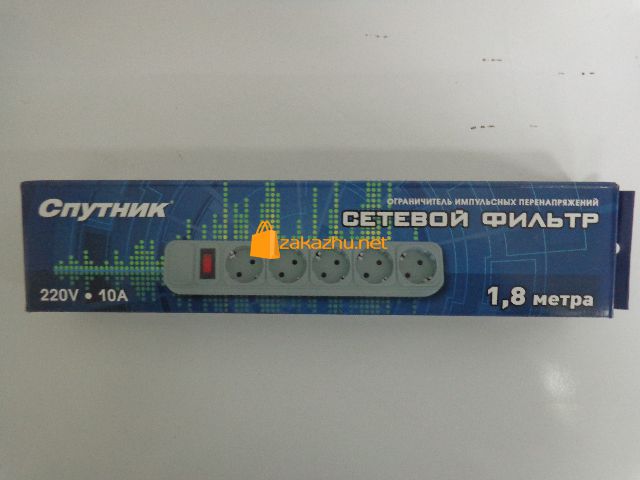 Спутник
ОГРАНИЧИТЕЛЬ ИМПУЛЬСНЫХ ПЕРЕНАПРЯЖЕНИЙ
СЕТЕВОЙ ФИЛЬТР
zakazhu.net
220V • 10A
1,8 метра